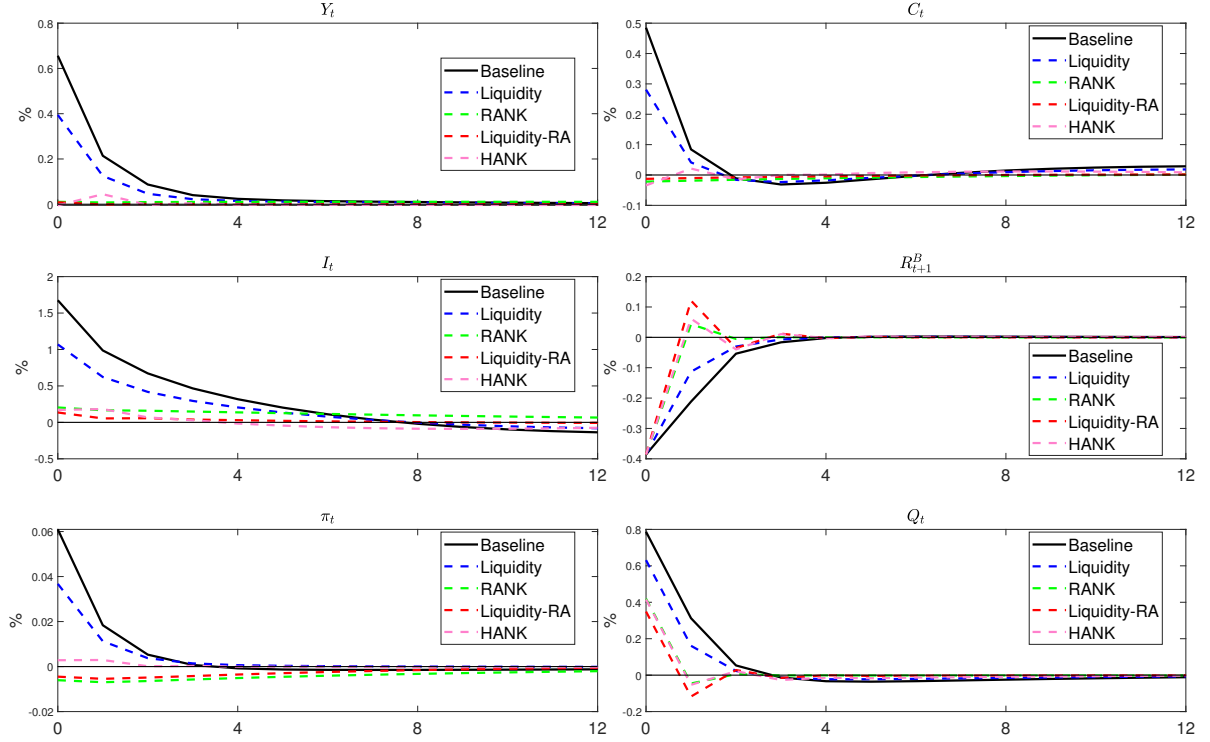 Y_t
0.8
0.6
0.4
0.2
0
%
0 4 8 12
Baseline
Liquidity
RANK
Liquidity-RA
HANK
C_t
0.5
0.4
0.3
0.2
0.1
0
-0.1
%
0 4 8 12
Baseline
Liquidity
RANK
Liquidity-RA
HANK
I_t
2
1.5
1
0.5
0
-0.5
%
0 4 8 12
Baseline
Liquidity
RANK
Liquidity-RA
HANK
R^B_{t+1}
0.2
0.1
0
-0.1
-0.2
-0.3
-0.4
%
0 4 8 12
Baseline
Liquidity
RANK
Liquidity-RA
HANK
π_t
0.06
0.04
0.02
0
-0.02
%
0 4 8 12
Baseline
Liquidity
RANK
Liquidity-RA
HANK
Q_t
0.8
0.6
0.4
0.2
0
-0.2
%
0 4 8 12
Baseline
Liquidity
RANK
Liquidity-RA
HANK